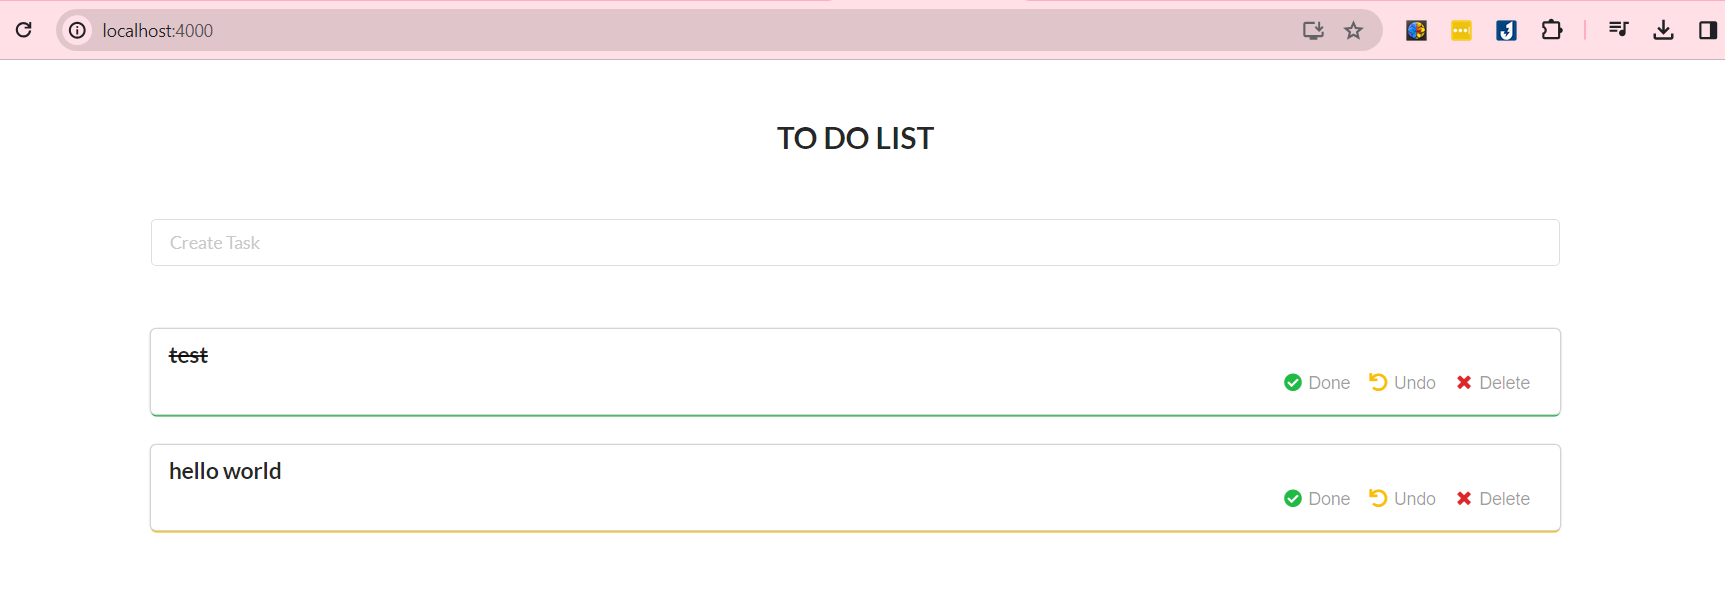 localhost:4000
TO DO LIST
Create Task
test
Done Undo Delete
hello world
Done Undo Delete